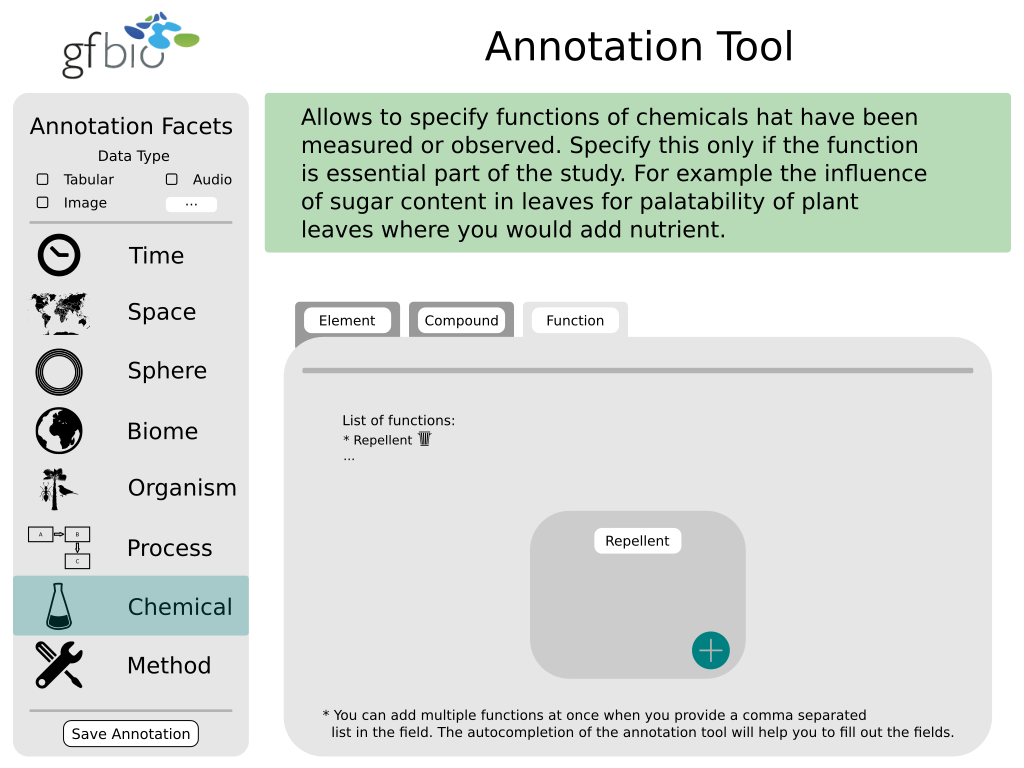 gfbio
Annotation Tool
Annotation Facets
Data Type
Tabular
Audio
Image
...
Time
Space
Sphere
Biome
Organism
A
B
C
Process
Chemical
Method
Save Annotation
Allows to specify functions of chemicals hat have been
measured or observed. Specify this only if the function
is essential part of the study. For example the influence
of sugar content in leaves for palatability of plant
leaves where you would add nutrient.
Element
Compound
Function
List of functions:
* Repellent
...
Repellent
* You can add multiple functions at once when you provide a comma separated
list in the field. The autocompletion of the annotation tool will help you to fill out the fields.